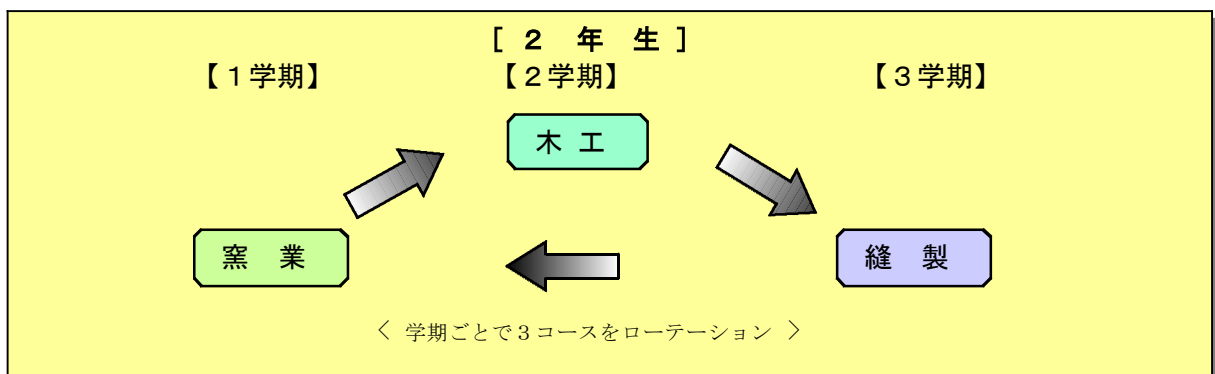 [ ２ 年 生 ]
【１学期】 【２学期】 【３学期】
木 工
窯 業 縫 製
＜ 学期ごとで３コースをローテーション ＞